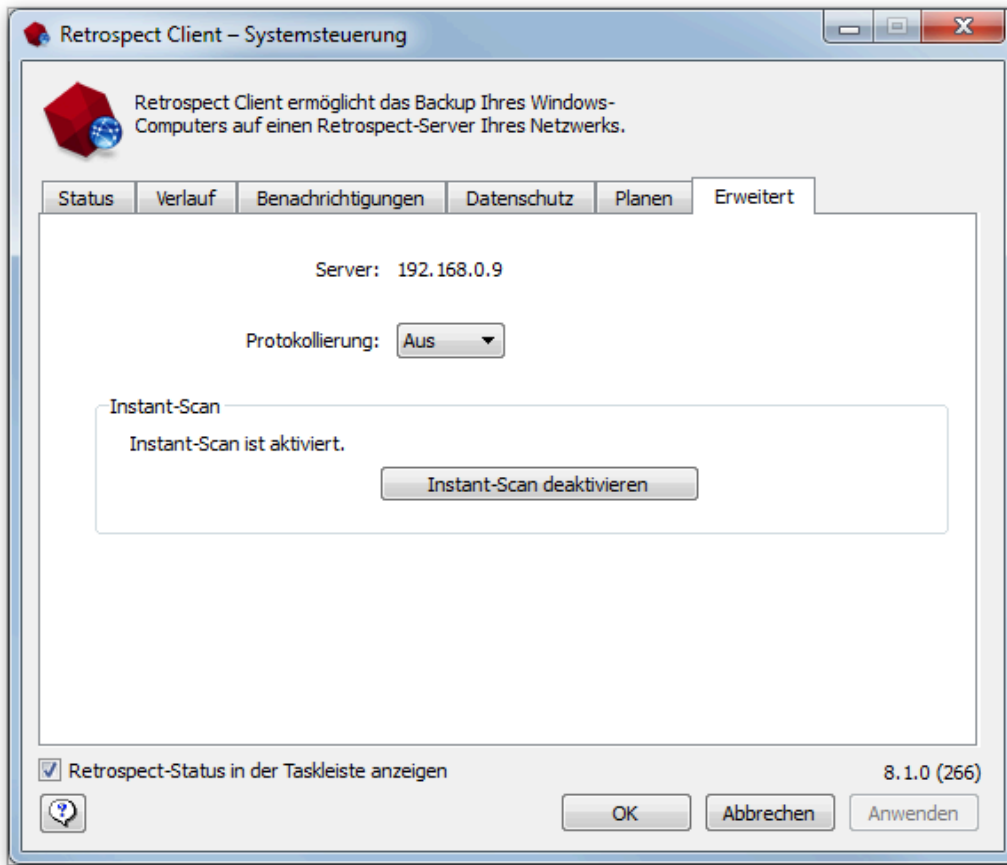 Retrospect Client – Systemsteuerung
Retrospect Client ermöglicht das Backup Ihres Windows-
Computers auf einen Retrospect-Server Ihres Netzwerks.
Status Verlauf Benachrichtigungen Datenschutz Planen Erweitert
Server: 192.168.0.9
Protokollierung: Aus
Instant-Scan
Instant-Scan ist aktiviert.
Instant-Scan deaktivieren
Retrospect-Status in der Taskleiste anzeigen
8.1.0 (266)
? OK Abbrechen Anwenden